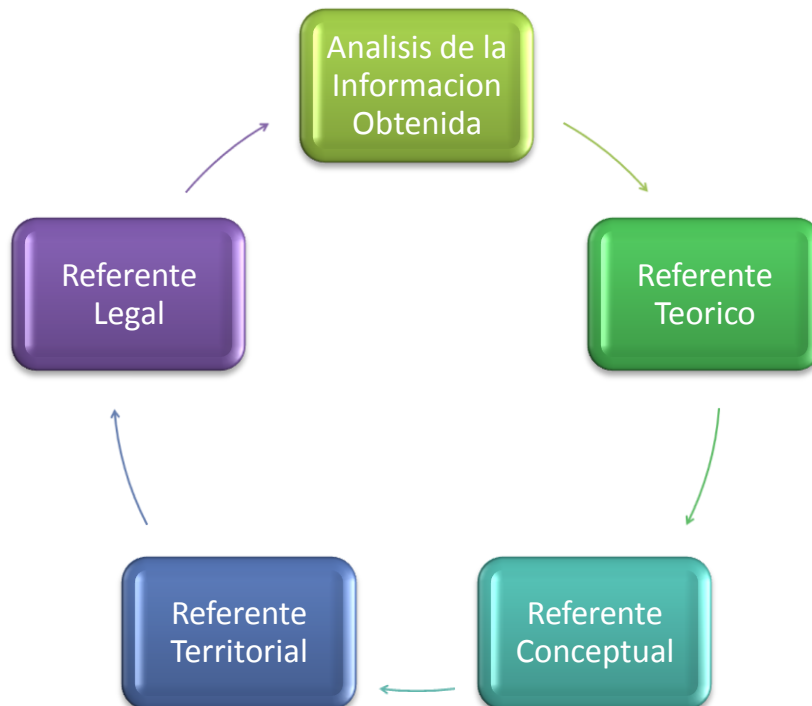 Analisis de la
Informacion
Obtenida
Referente
Teorico
Referente
Conceptual
Referente
Territorial
Referente
Legal